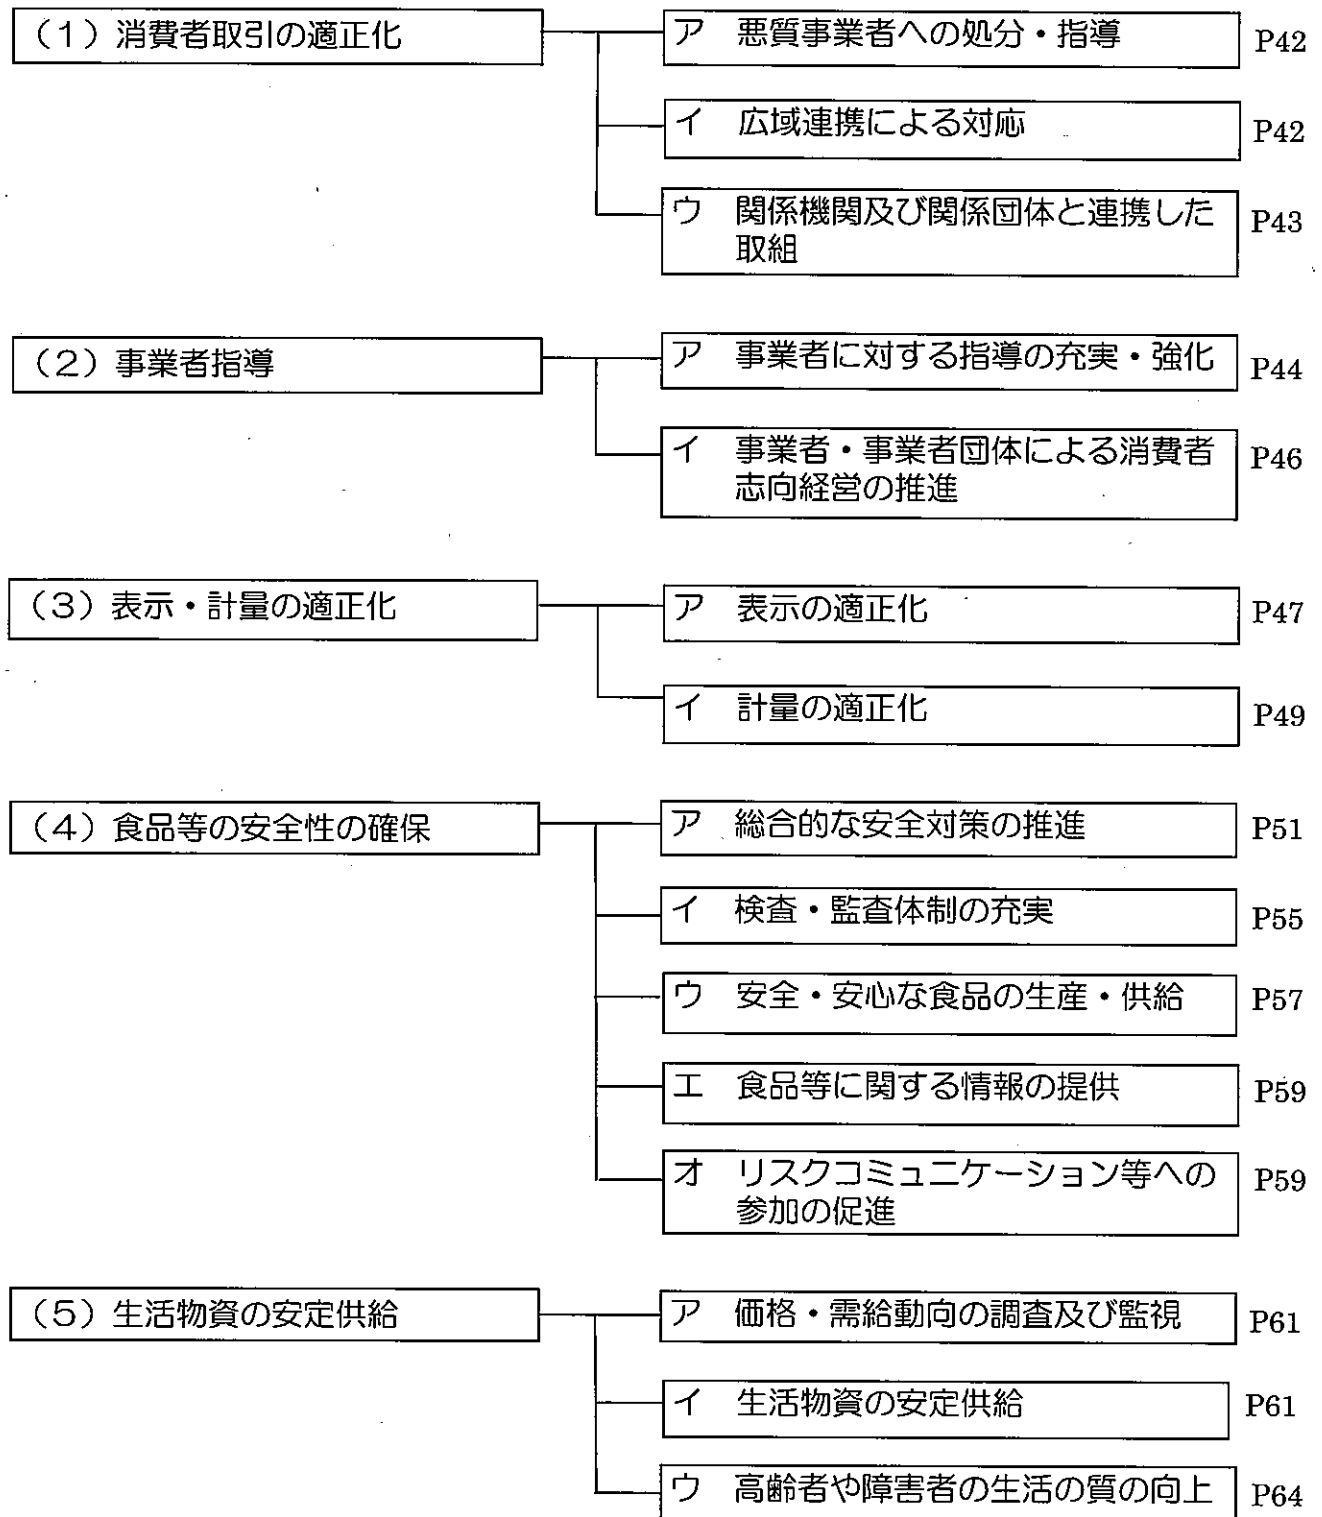 （1）消費者取引の適正化
ア　悪質事業者への処分・指導　P42
イ　広域連携による対応　P42
ウ　関係機関及び関係団体と連携した　P43
取組
（2）事業者指導
ア　事業者に対する指導の充実・強化　P44
イ　事業者・事業者団体による消費者　P46
志向経営の推進
（3）表示・計量の適正化
ア　表示の適正化　P47
イ　計量の適正化　P49
（4）食品等の安全性の確保
ア　総合的な安全対策の推進　P51
イ　検査・監査体制の充実　P55
ウ　安全・安心な食品の生産・供給　P57
エ　食品等に関する情報の提供　P59
オ　リスクコミュニケーション等への　P59
参加の促進
（5）生活物資の安定供給
ア　価格・需給動向の調査及び監視　P61
イ　生活物資の安定供給　P61
ウ　高齢者や障害者の生活の質の向上　P64